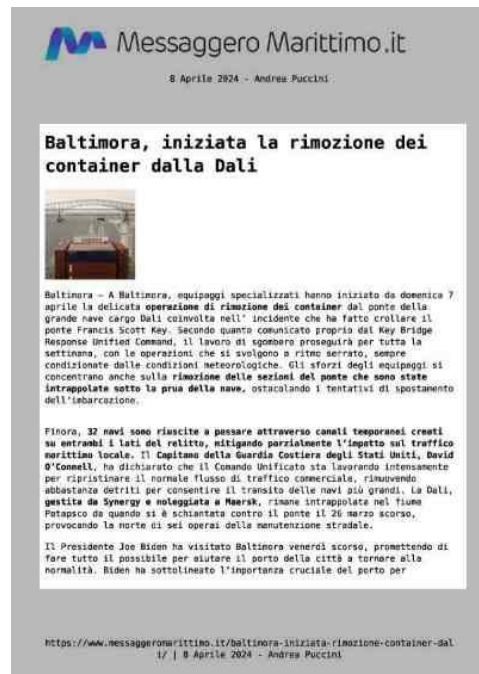 Messaggero Marittimo.it
8 Aprile 2024 - Andrea Puccini
Baltimora, iniziata la rimozione dei
container dalla Dali
Baltimora – A Baltimora, equipaggi specializzati hanno iniziato da domenica 7
aprile la delicata operazione di rimozione dei container dal ponte della
grande nave cargo Dali coinvolta nell' incidente che ha fatto crollare il
ponte Francis Scott Key. Secondo quanto comunicato proprio dal Key Bridge
Response Unified Command, il lavoro di sgombero proseguirà per tutta la
settimana, con le operazioni che si svolgono a ritmo serrato, sempre
condizionate dalle condizioni meteorologiche. Gli sforzi degli equipaggi si
concentrano anche sulla rimozione delle sezioni del ponte che sono state
intrappolate sotto la prua della nave, ostacolando i tentativi di spostamento
dell'imbarcazione.
Finora, 32 navi sono riuscite a passare attraverso canali temporanei creati
su entrambi i lati del relitto, mitigando parzialmente l'impatto sul traffico
marittimo locale. Il Capitano della Guardia Costiera degli Stati Uniti, David
O'Connell, ha dichiarato che il Comando Unificato sta lavorando intensamente
per ripristinare il normale flusso di traffico commerciale, rimuovendo
abbastanza detriti per consentire il transito delle navi più grandi. La Dali,
gestita da Synergy e noleggiata a Maersk, rimane intrappolata nel fiume
Patapsco da quando si è schiantata contro il ponte il 26 marzo scorso,
provocando la morte di sei operai della manutenzione stradale.
Il Presidente Joe Biden ha visitato Baltimora venerdì scorso, promettendo di
fare tutto il possibile per aiutare il porto della città a tornare alla
normalità. Biden ha sottolineato l'importanza cruciale del porto per
https://www.messaggeromarittimo.it/baltimora-iniziata-rimozione-container-dal
i/ | 8 Aprile 2024 - Andrea Puccini